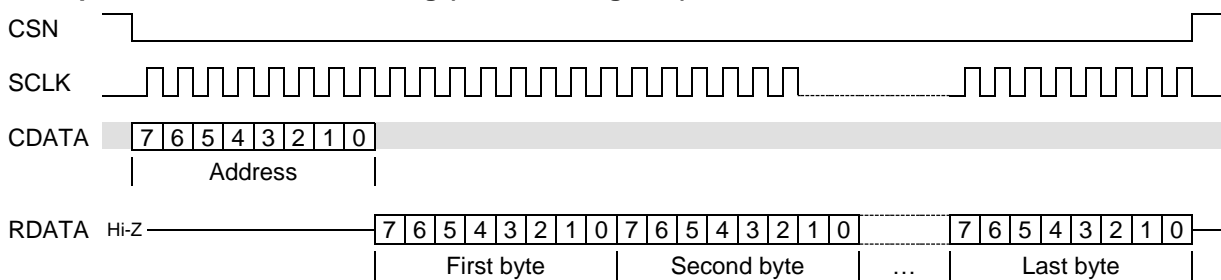 CSN
SCLK
CDATA 7 6 5 4 3 2 1 0
Address
RDATA Hi-Z 7 6 5 4 3 2 1 0 7 6 5 4 3 2 1 0 7 6 5 4 3 2 1 0
First byte Second byte … Last byte